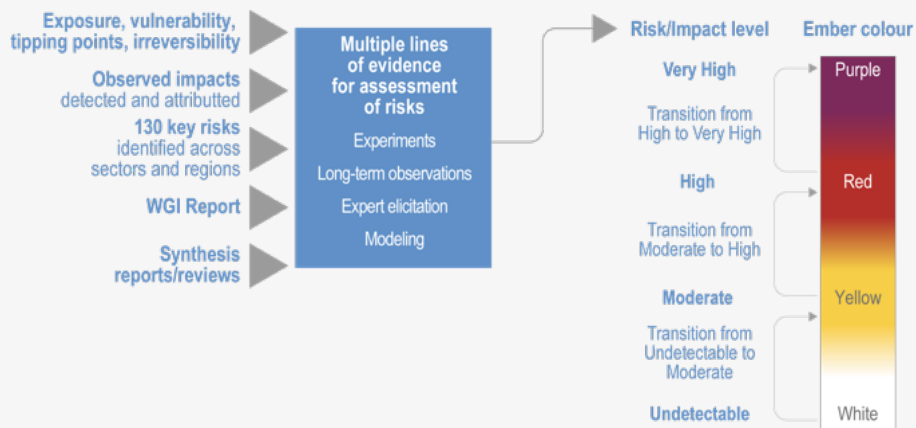 Exposure, vulnerability,
tipping points, irreversibility
Observed impacts
detected and attributted
130 key risks
identified across
sectors and regions
WGI Report
Synthesis
reports/reviews
Multiple lines
of evidence
for assessment
of risks
Experiments
Long-term observations
Expert elicitation
Modeling
Risk/Impact level
Ember colour
Very High
Purple
Transition from
High to Very High
High
Red
Transition from
Moderate to High
Moderate
Yellow
Transition from
Undetectable to
Moderate
Undetectable
White